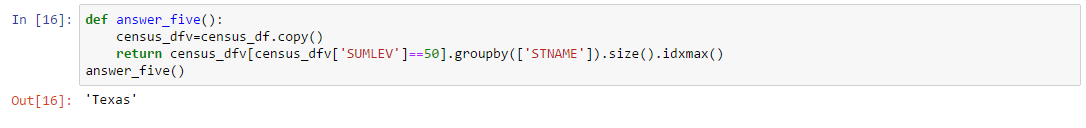 In [16]: def answer_five():
    census_dfv=census_df.copy()
    return census_dfv[census_dfv['SUMLEV']==50].groupby(['STNAME']).size().idxmax()
answer_five()
Out[16]: 'Texas'